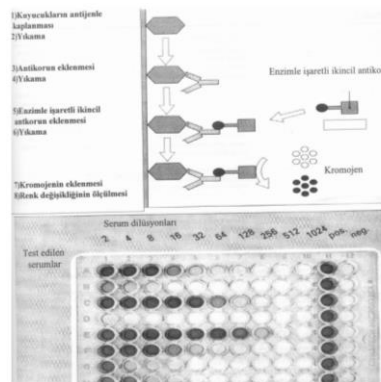 1)Kuyucukların antijenle
kaplanması
2)Yıkama
3)Antikorun eklenmesi
4)Yıkama
Enzimle işaretli ikincil antiko
5)Enzimle işaretli ikincil
antkorun eklenmesi
6)Yıkama
Kromojen
7)Kromojenin eklenmesi
8)Renk değişikliğinin ölçülmesi
Serum dilüsyonları
Test edilen
serumlar
2 4 8 16 32 64 128 256 512 1024 pos. neg.